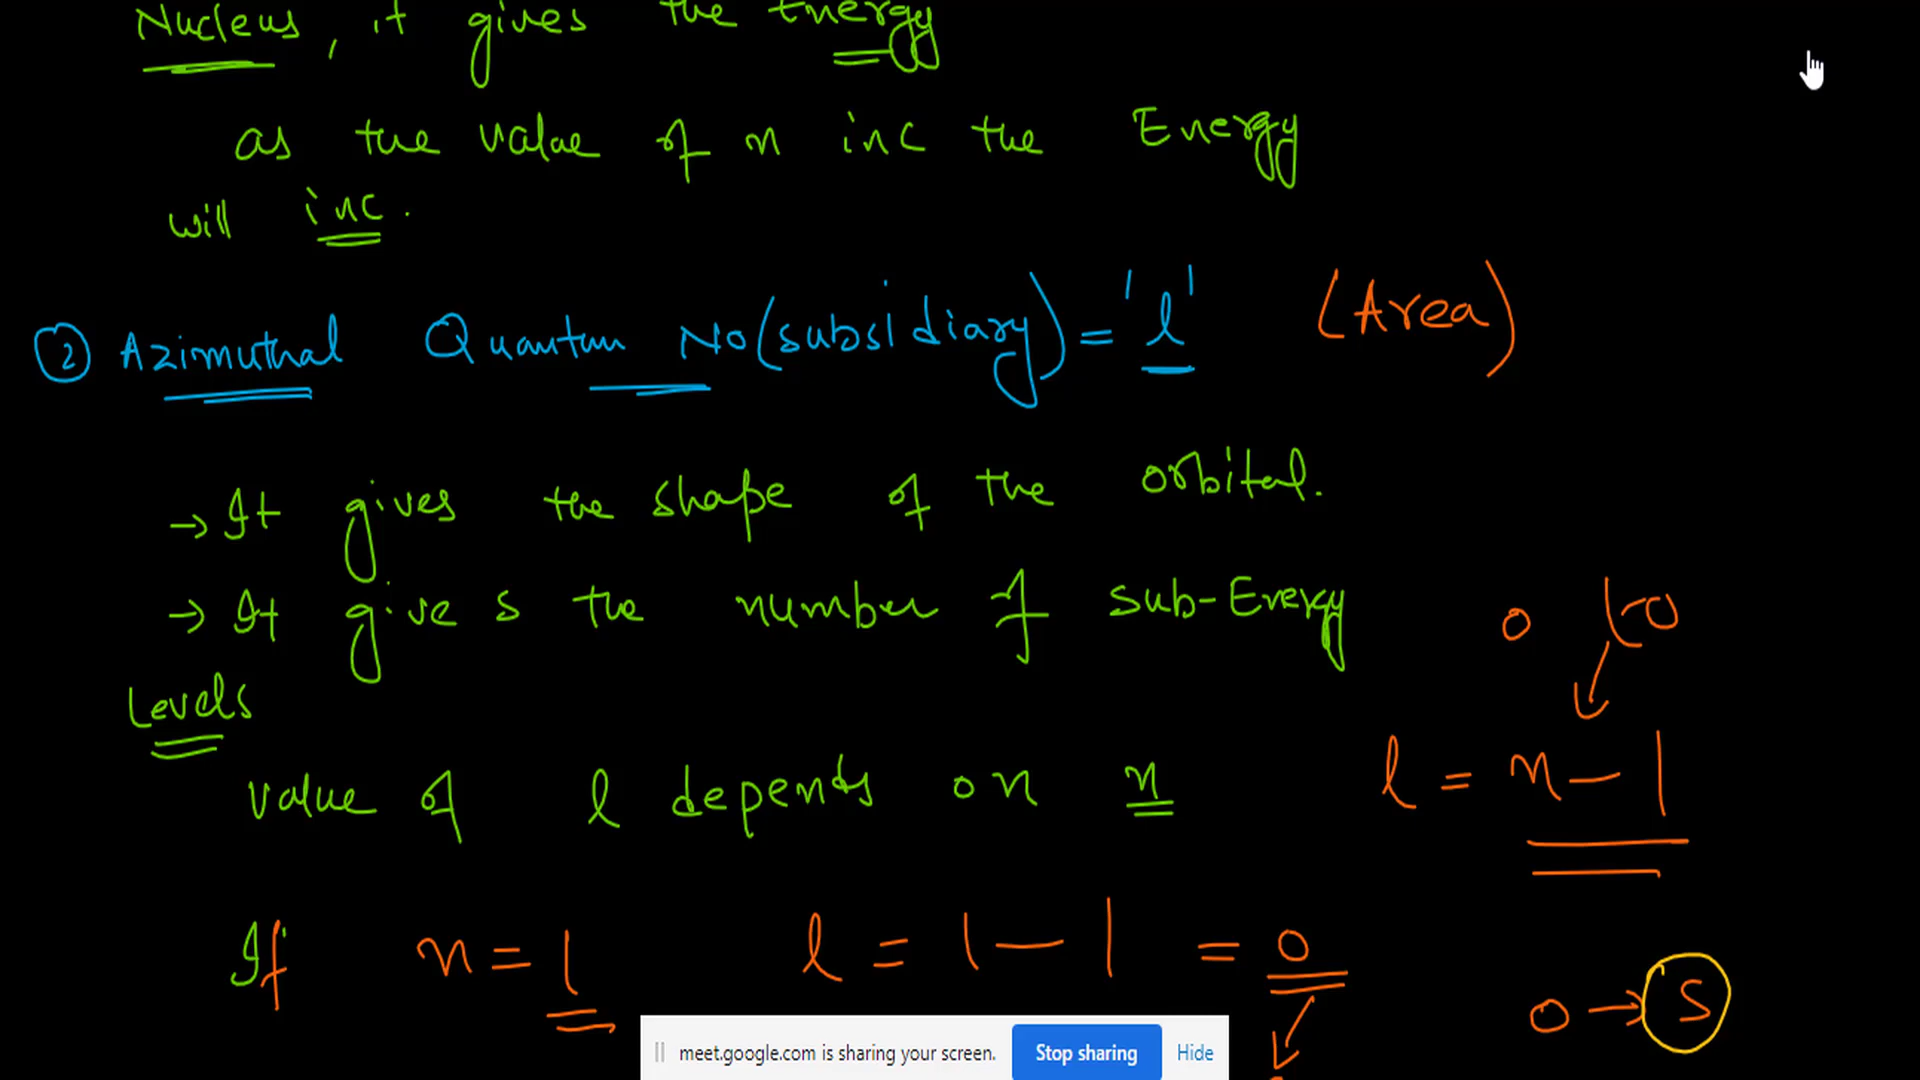 Nucleus, it gives the Energy
as the value of n inc the Energy
will inc.
② Azimuthal Quantum No (subsidiary) = 'l' (Area)
→ It gives the shape of the orbital.
→ It gives the number of sub-Energy
Levels
0 to
value of l depends on n
l = n - 1
If n = 1 l = 1 - 1 = 0
0 → S
meet.google.com is sharing your screen. Stop sharing Hide